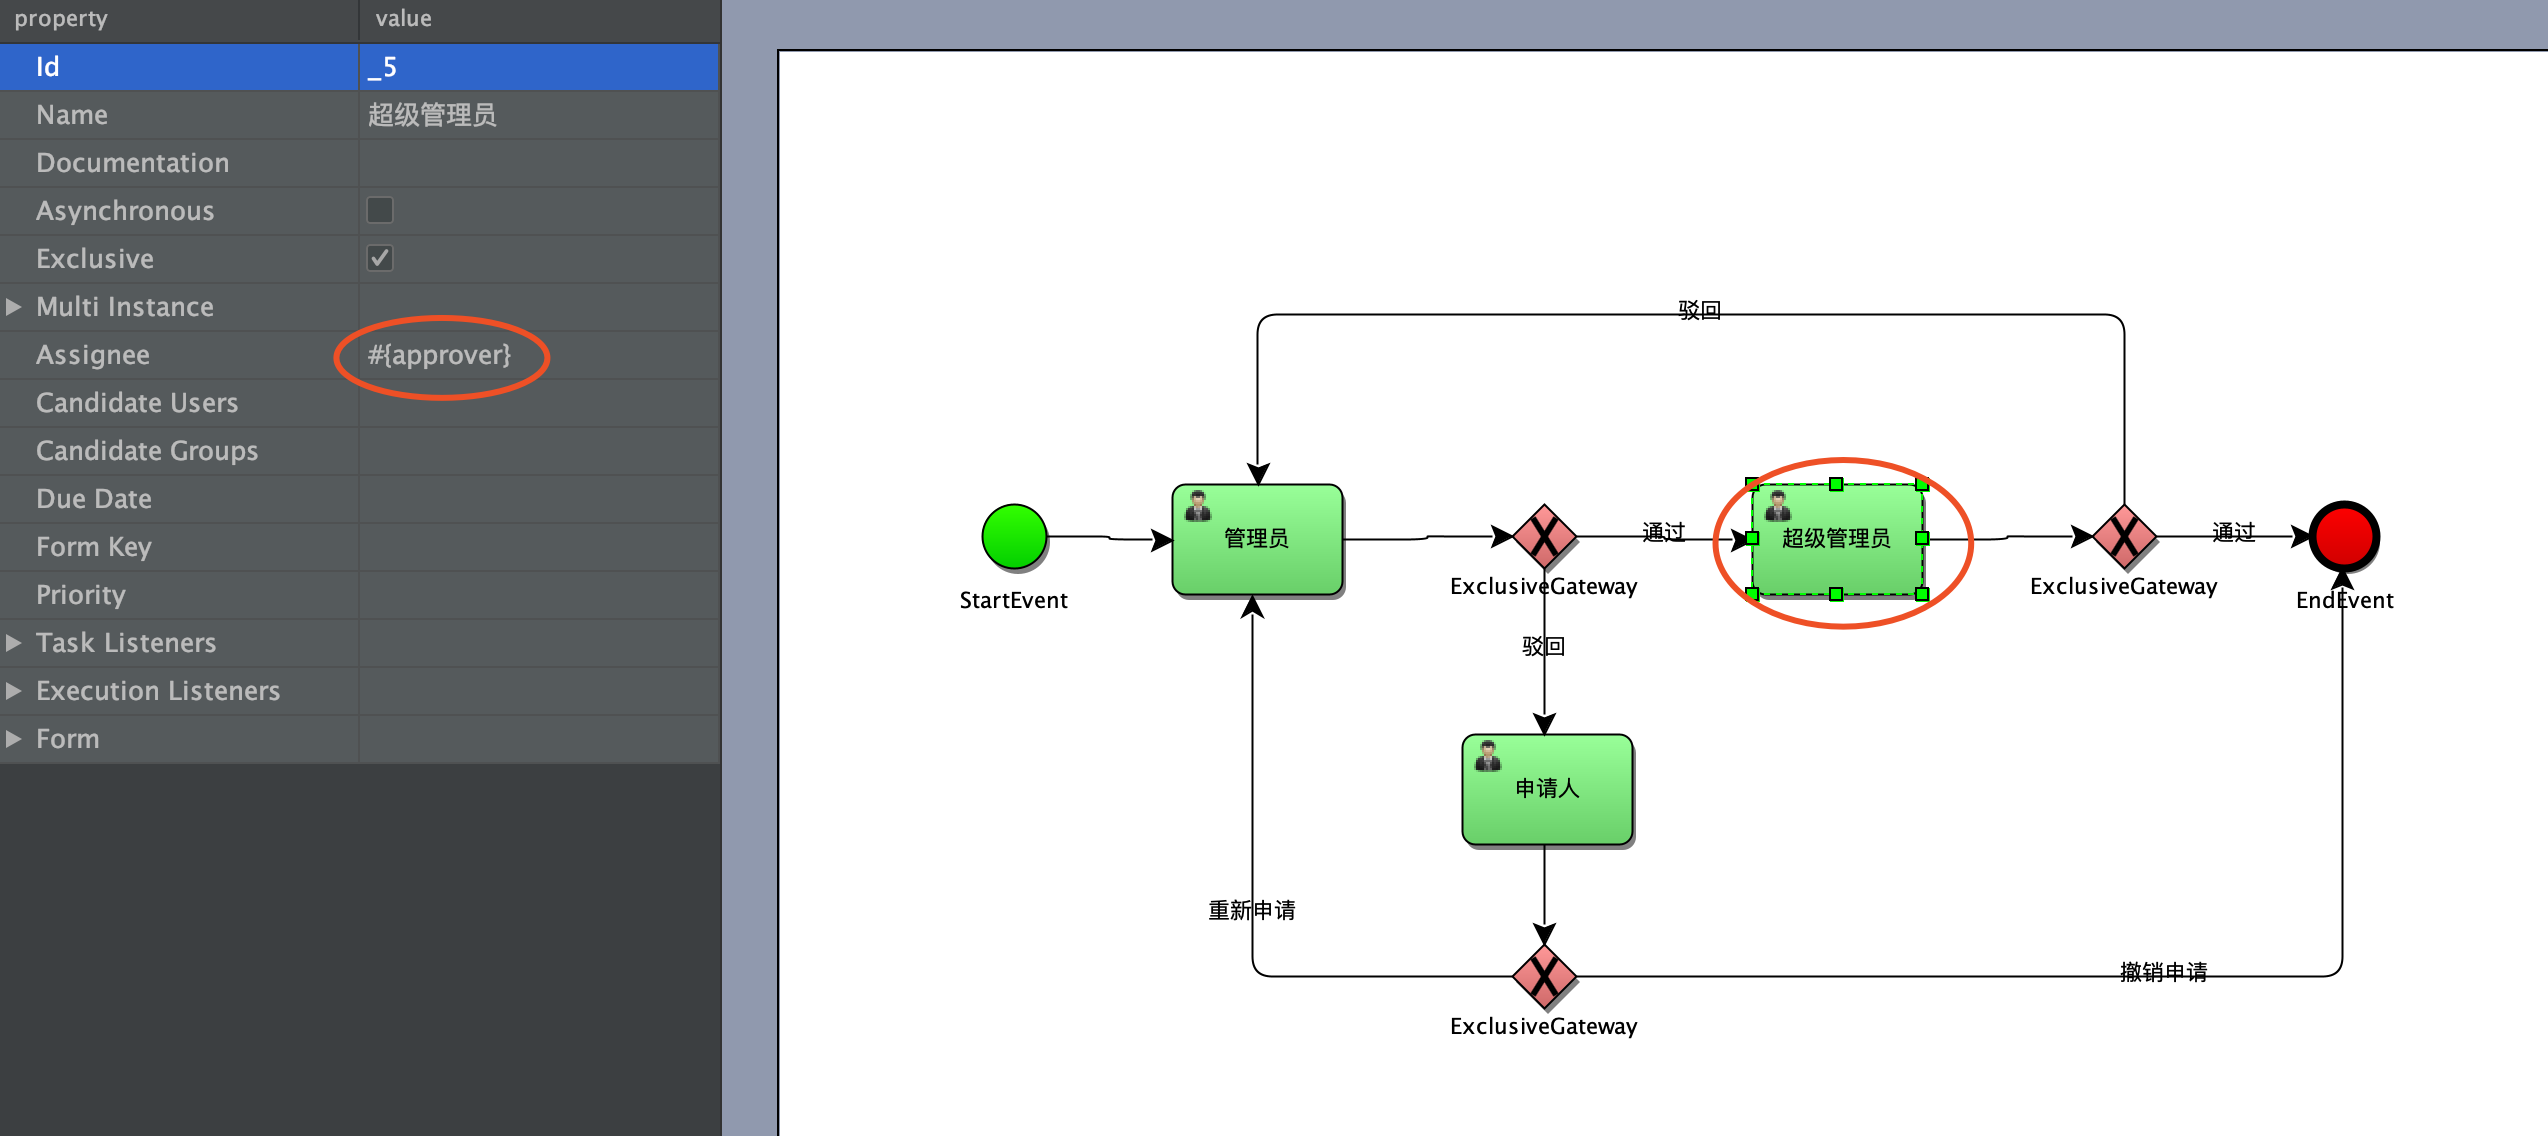 property value
Id _5
Name 超级管理员
Documentation
Asynchronous
Exclusive
Multi Instance
Assignee #{approver}
Candidate Users
Candidate Groups
Due Date
Form Key
Priority
Task Listeners
Execution Listeners
Form
驳回
StartEvent
管理员
ExclusiveGateway
通过
超级管理员
ExclusiveGateway
通过
EndEvent
驳回
申请人
重新申请
撤销申请
ExclusiveGateway